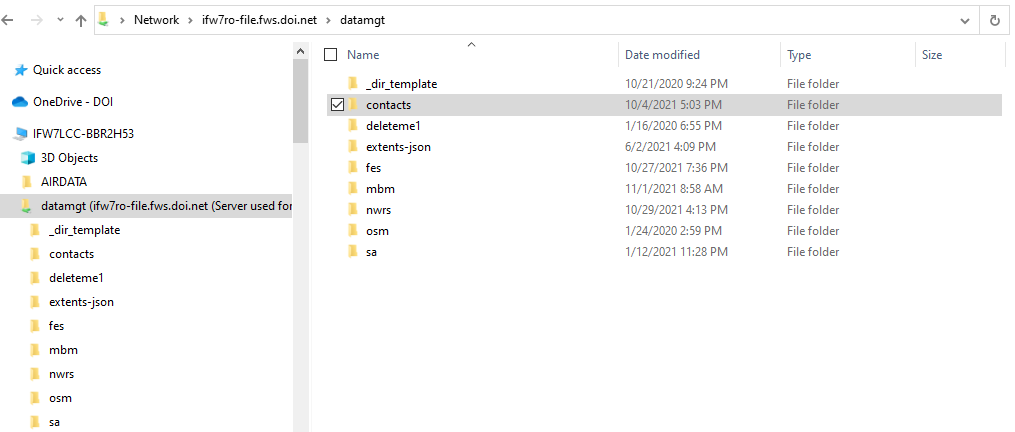 Network > ifw7ro-file.fws.doi.net > datamgt
Quick access
OneDrive - DOI
IFW7LCC-BBR2H53
3D Objects
AIRDATA
datamgt (ifw7ro-file.fws.doi.net (Server used for
_dir_template
contacts
deleteme1
extents-json
fes
mbm
nwrs
osm
sa
Name Date modified Type Size
_dir_template 10/21/2020 9:24 PM File folder
contacts 10/4/2021 5:03 PM File folder
deleteme1 1/16/2020 6:55 PM File folder
extents-json 6/2/2021 4:09 PM File folder
fes 10/27/2021 7:36 PM File folder
mbm 11/1/2021 8:58 AM File folder
nwrs 10/29/2021 4:13 PM File folder
osm 1/24/2020 2:59 PM File folder
sa 1/12/2021 11:28 PM File folder